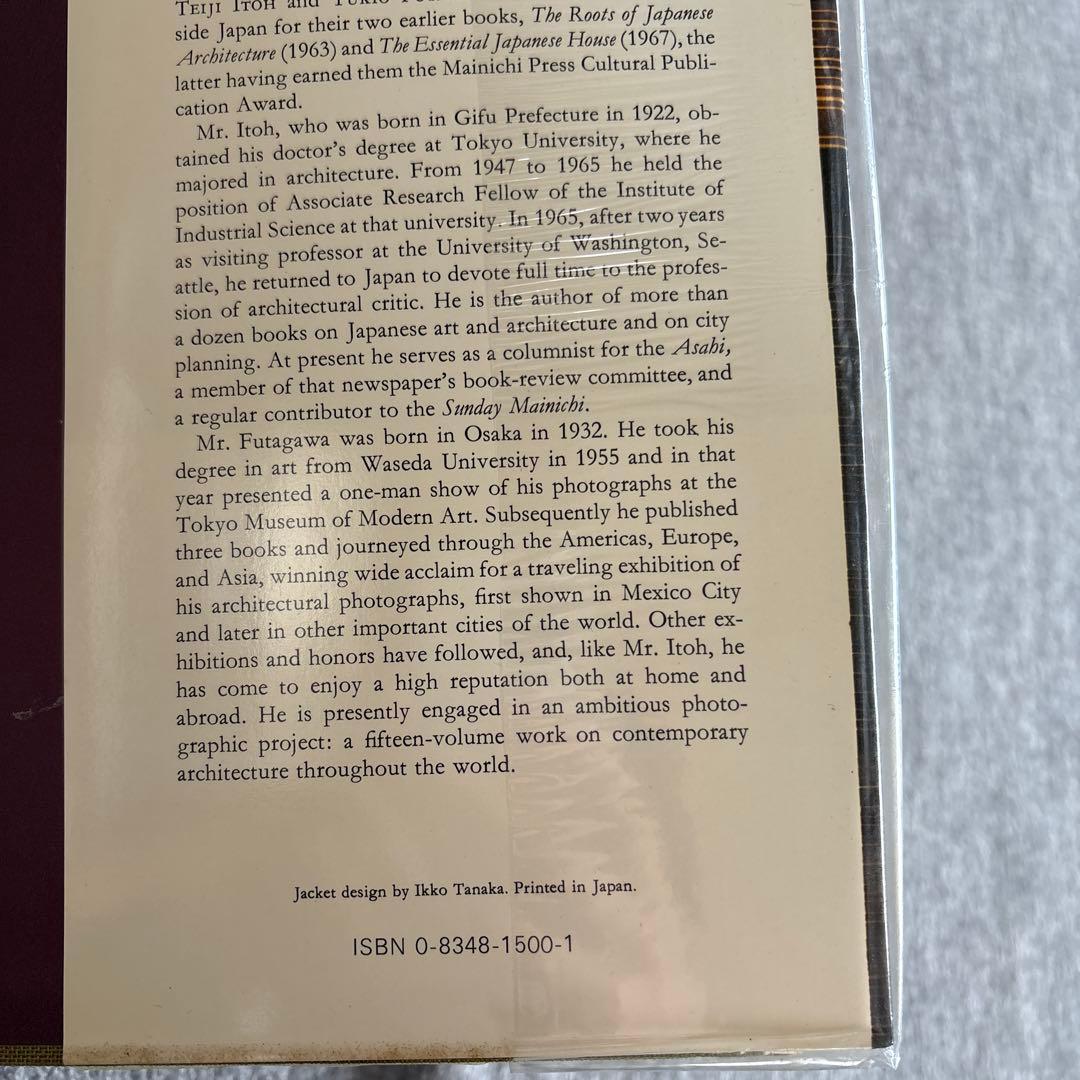 TEIJI ITOH and
side Japan for their two earlier books, The Roots of Japanese
Architecture (1963) and The Essential Japanese House (1967), the
latter having earned them the Mainichi Press Cultural Publi-
cation Award.
Mr. Itoh, who was born in Gifu Prefecture in 1922, ob-
tained his doctor's degree at Tokyo University, where he
majored in architecture. From 1947 to 1965 he held the
position of Associate Research Fellow of the Institute of
Industrial Science at that university. In 1965, after two years
as visiting professor at the University of Washington, Se-
attle, he returned to Japan to devote full time to the profes-
sion of architectural critic. He is the author of more than
a dozen books on Japanese art and architecture and on city
planning. At present he serves as a columnist for the Asahi,
a member of that newspaper's book-review committee, and
a regular contributor to the Sunday Mainichi.
Mr. Futagawa was born in Osaka in 1932. He took his
degree in art from Waseda University in 1955 and in that
year presented a one-man show of his photographs at the
Tokyo Museum of Modern Art. Subsequently he published
three books and journeyed through the Americas, Europe,
and Asia, winning wide acclaim for a traveling exhibition of
his architectural photographs, first shown in Mexico City
and later in other important cities of the world. Other ex-
hibitions and honors have followed, and, like Mr. Itoh, he
has come to enjoy a high reputation both at home and
abroad. He is presently engaged in an ambitious photo-
graphic project: a fifteen-volume work on contemporary
architecture throughout the world.
Jacket design by Ikko Tanaka. Printed in Japan.
ISBN 0-8348-1500-1